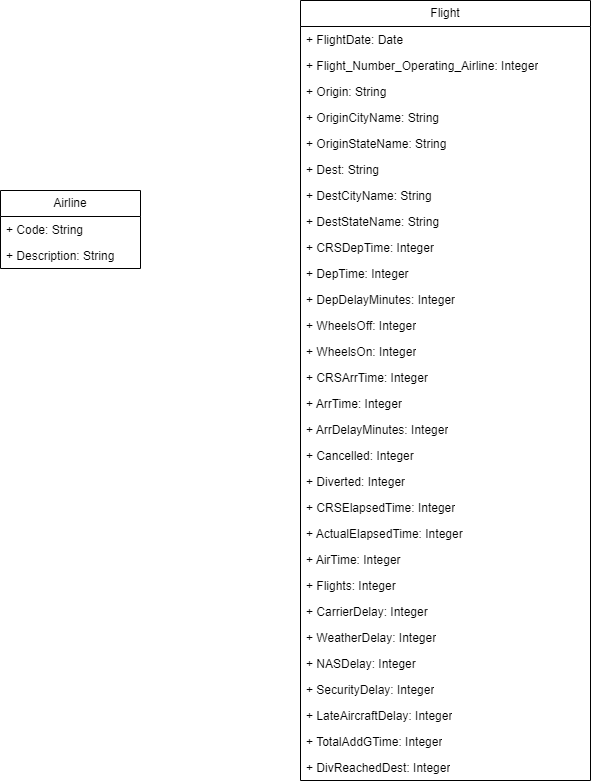 Airline
+ Code: String
+ Description: String
Flight
+ FlightDate: Date
+ Flight_Number_Operating_Airline: Integer
+ Origin: String
+ OriginCityName: String
+ OriginStateName: String
+ Dest: String
+ DestCityName: String
+ DestStateName: String
+ CRSDepTime: Integer
+ DepTime: Integer
+ DepDelayMinutes: Integer
+ WheelsOff: Integer
+ WheelsOn: Integer
+ CRSArrTime: Integer
+ ArrTime: Integer
+ ArrDelayMinutes: Integer
+ Cancelled: Integer
+ Diverted: Integer
+ CRSElapsedTime: Integer
+ ActualElapsedTime: Integer
+ AirTime: Integer
+ Flights: Integer
+ CarrierDelay: Integer
+ WeatherDelay: Integer
+ NASDelay: Integer
+ SecurityDelay: Integer
+ LateAircraftDelay: Integer
+ TotalAddGTime: Integer
+ DivReachedDest: Integer